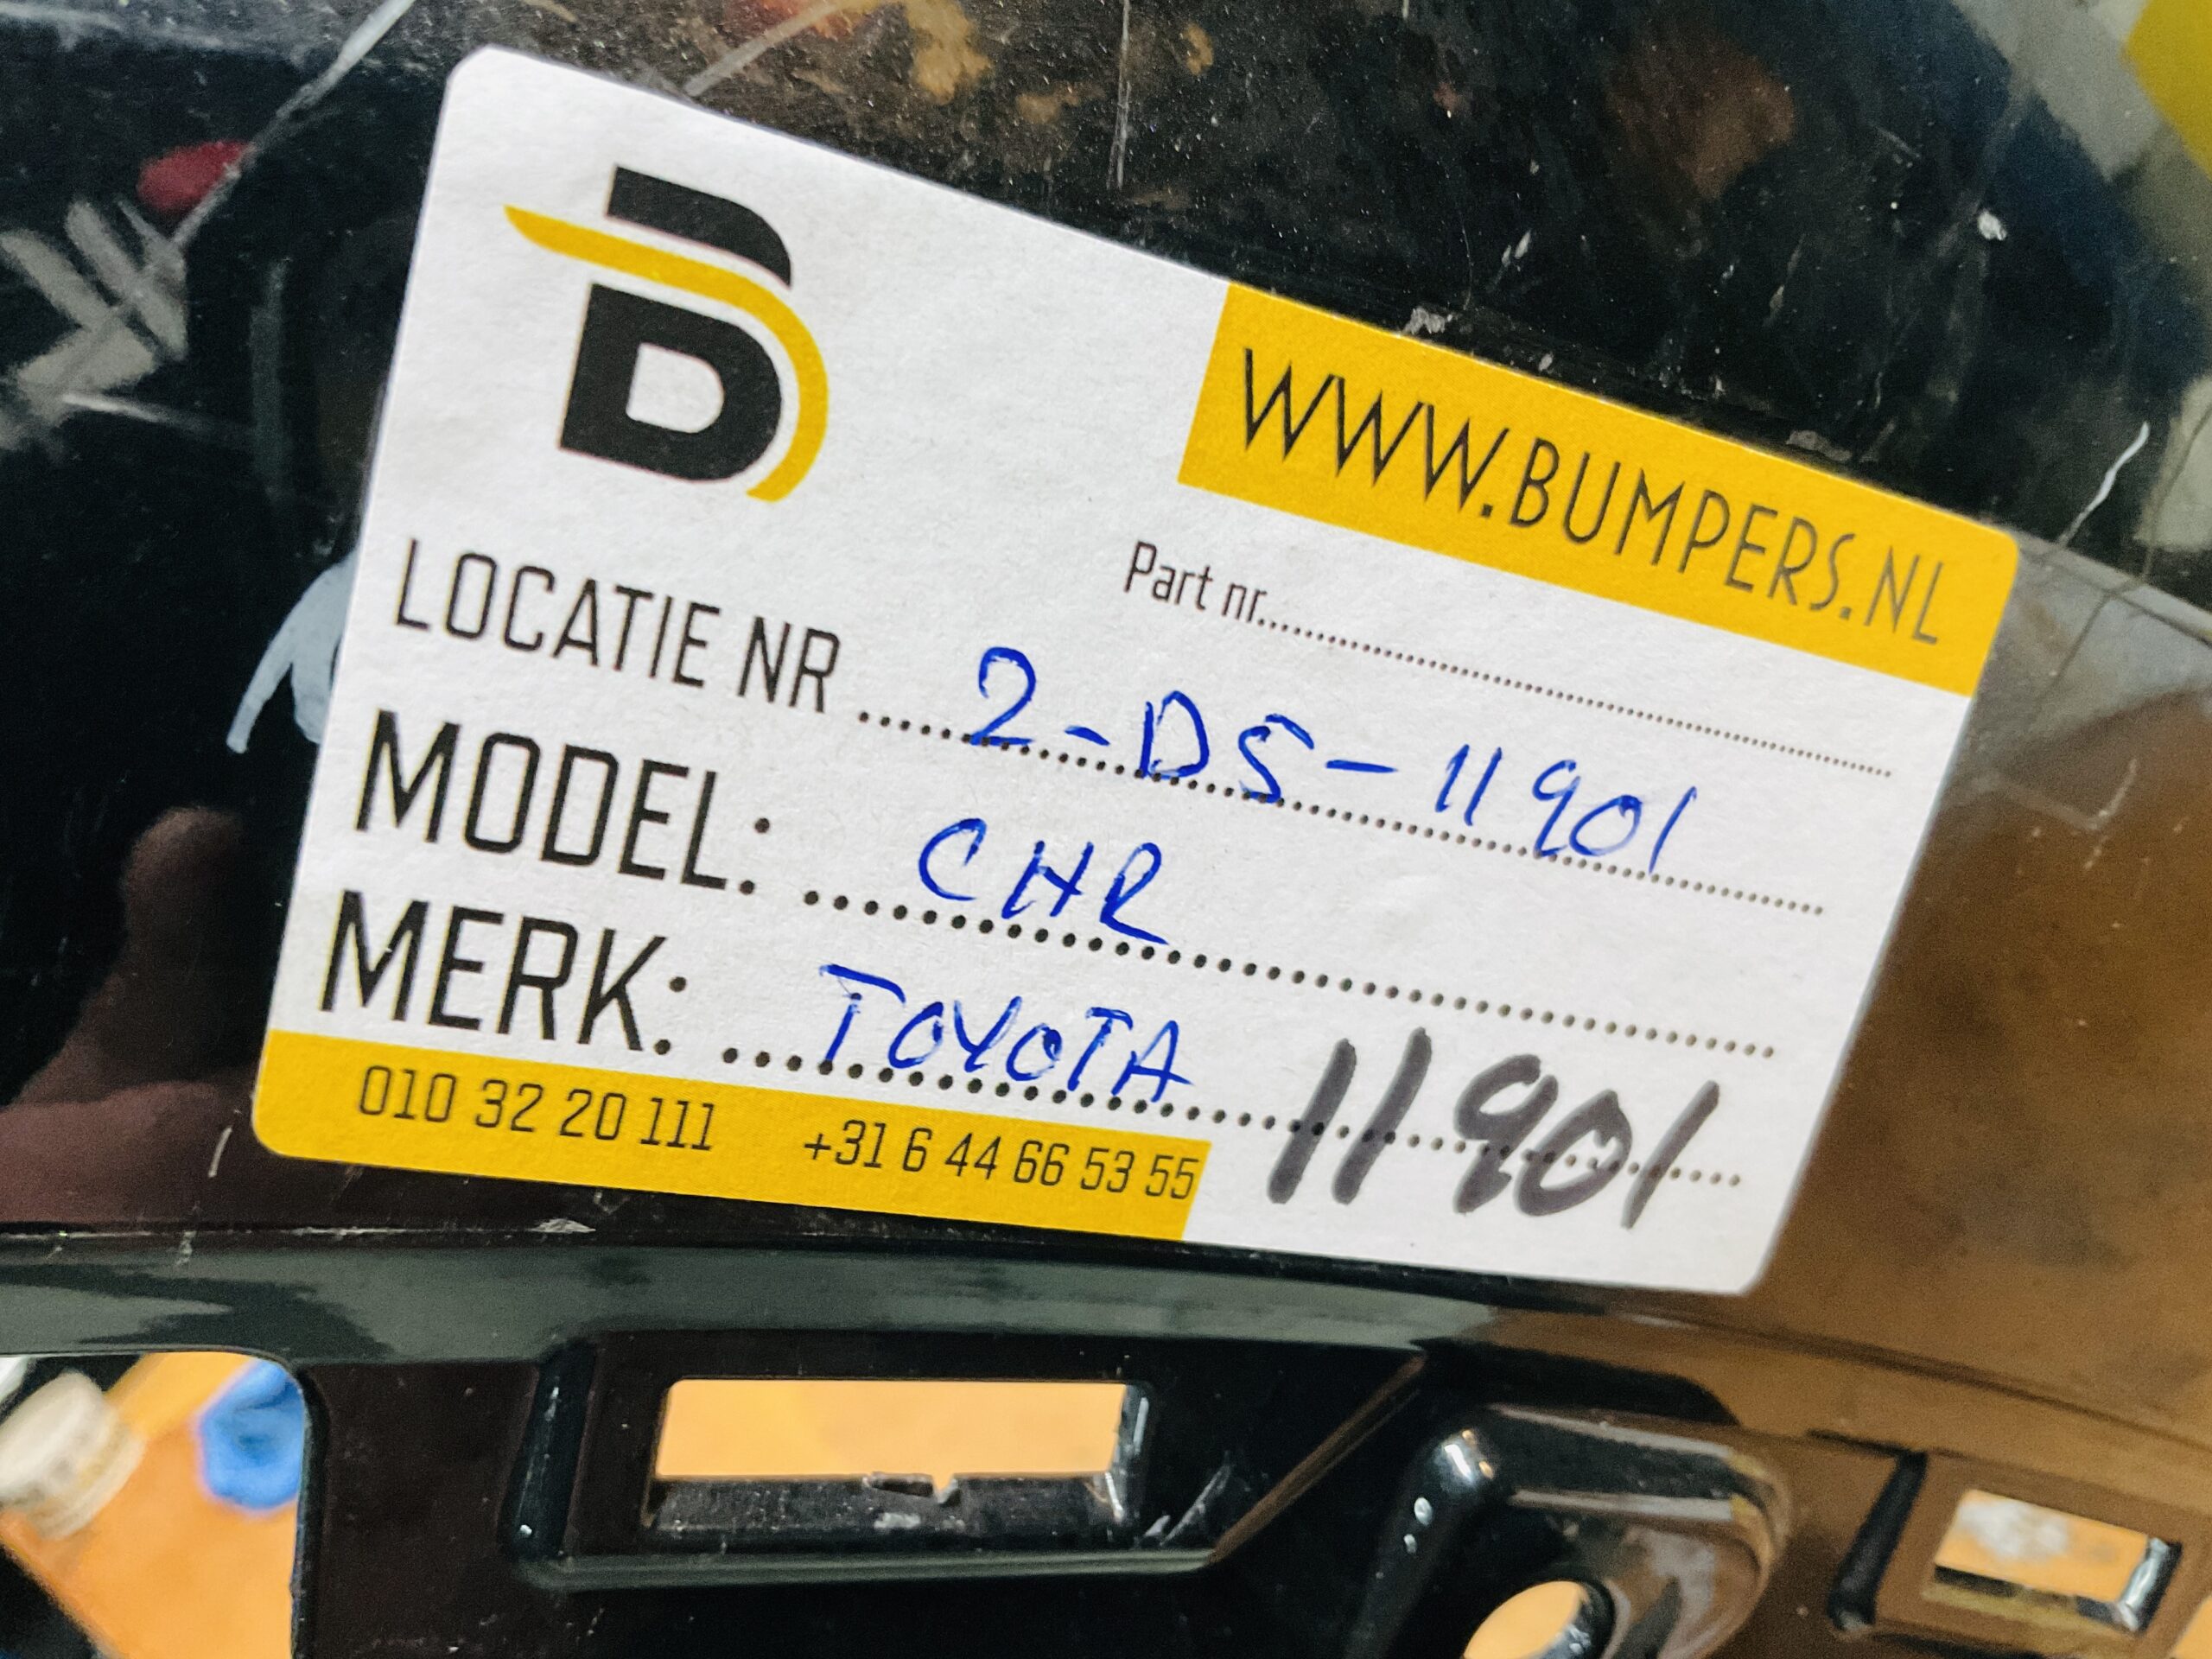 B
WWW.BUMPERS.NL
Part nr..............................
LOCATIE NR ..... 2-DS-11901
MODEL: ... CHR
MERK: ... TOYOTA
11901
010 32 20 111 +31 6 44 66 53 55